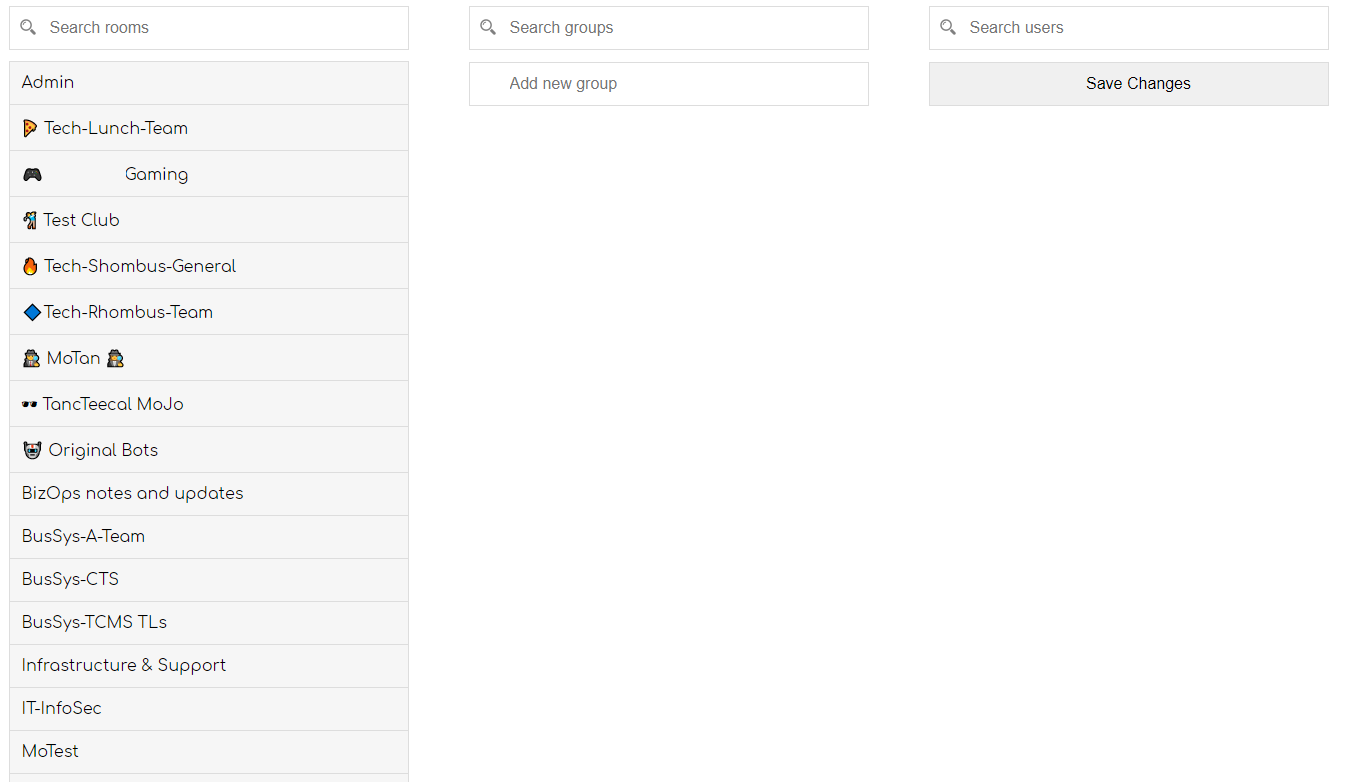 Search rooms
Admin
Tech-Lunch-Team
Gaming
Test Club
Tech-Shombus-General
Tech-Rhombus-Team
MoTan
TancTeecal MoJo
Original Bots
BizOps notes and updates
BusSys-A-Team
BusSys-CTS
BusSys-TCMS TLs
Infrastructure & Support
IT-InfoSec
MoTest
Search groups
Add new group
Search users
Save Changes